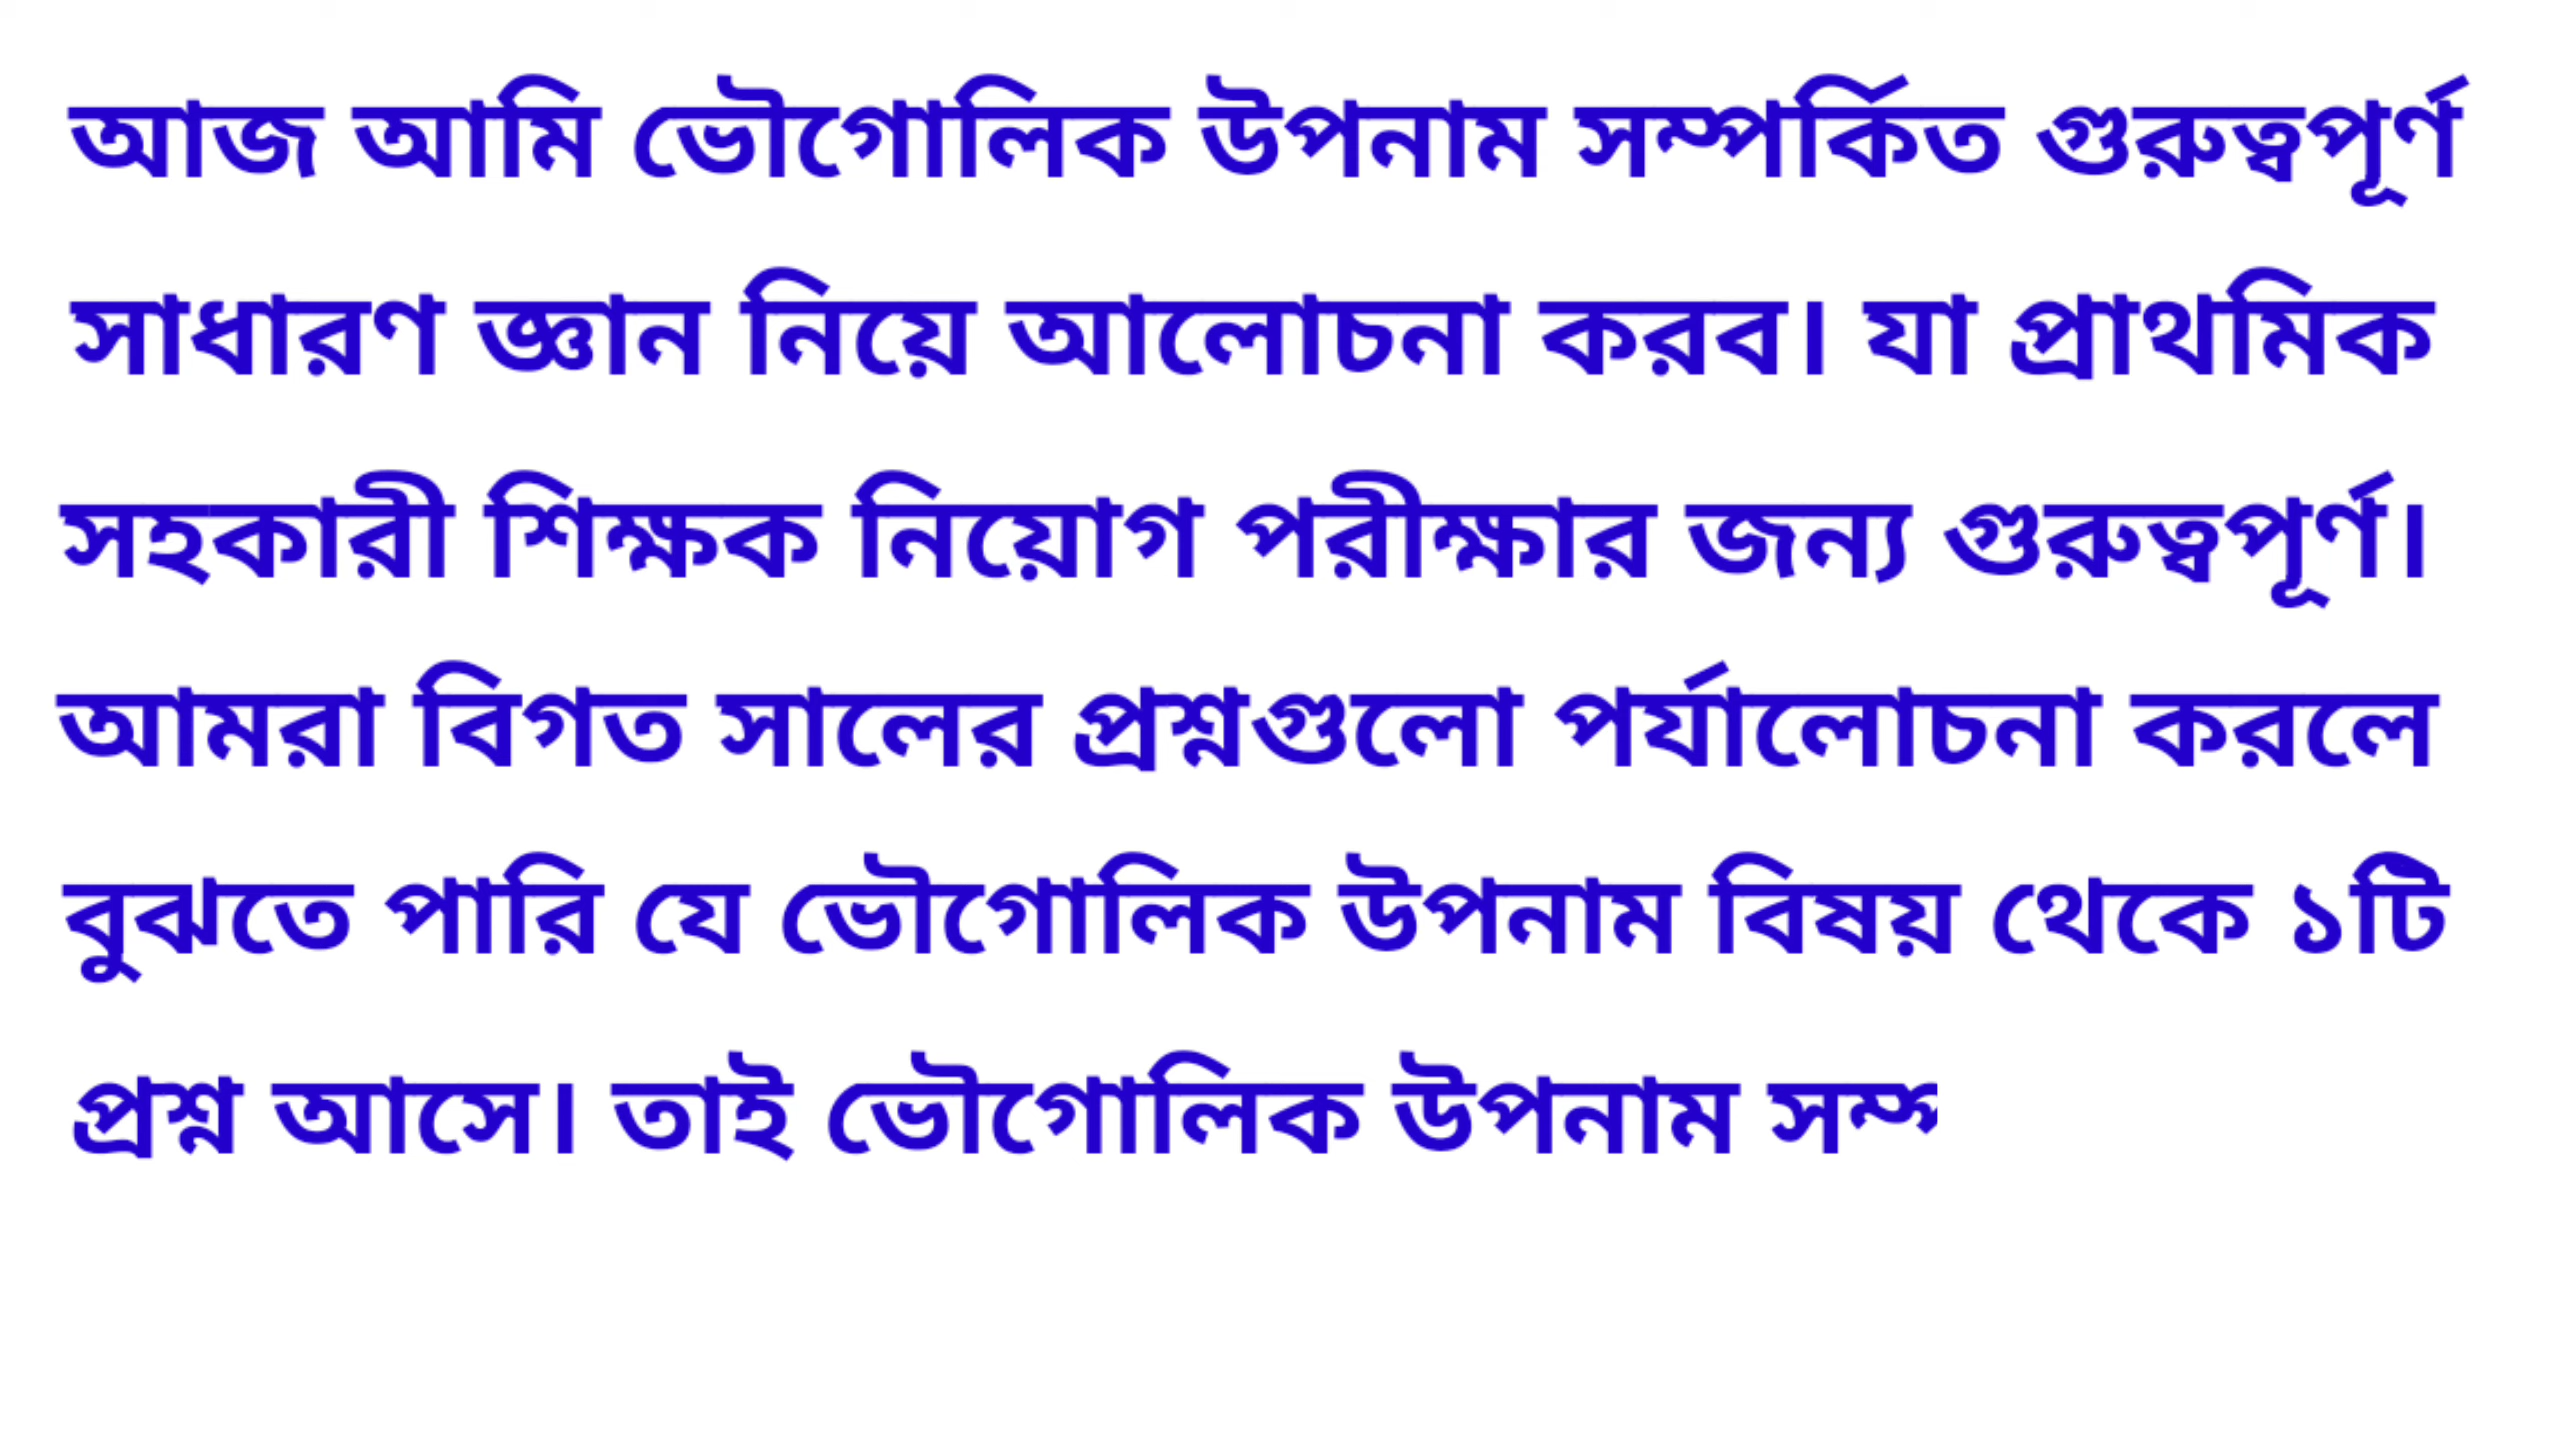 আজ আমি ভৌগোলিক উপনাম সম্পর্কিত গুরুত্বপূর্ণ
সাধারণ জ্ঞান নিয়ে আলোচনা করব। যা প্রাথমিক
সহকারী শিক্ষক নিয়োগ পরীক্ষার জন্য গুরুত্বপূর্ণ।
আমরা বিগত সালের প্রশ্নগুলো পর্যালোচনা করলে
বুঝতে পারি যে ভৌগোলিক উপনাম বিষয় থেকে ১টি
প্রশ্ন আসে। তাই ভৌগোলিক উপনাম